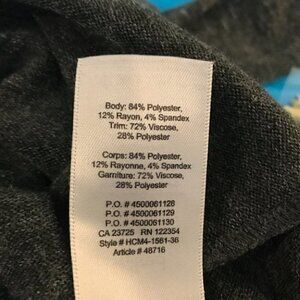 Body: 84% Polyester,
12% Rayon, 4% Spandex
Trim: 72% Viscose,
28% Polyester
Corps: 84% Polyester,
12% Rayonne, 4% Spandex
Garniture: 72% Viscose,
28% Polyester
P.O. # 4500061128
P.O. # 4500061129
P.O. # 4500061130
CA 23725 RN 122354
Style # HCM4-1561-36
Article # 48716